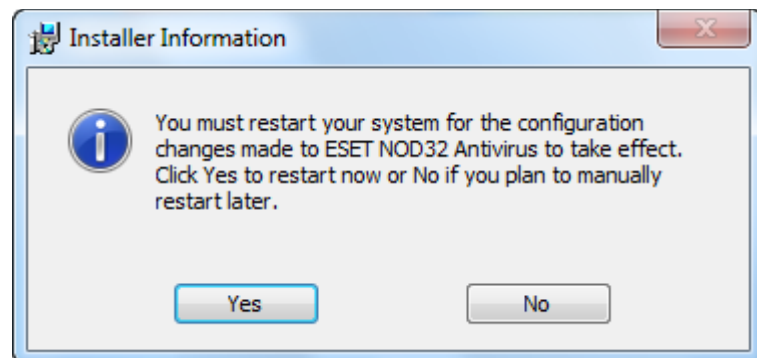 Installer Information
You must restart your system for the configuration
changes made to ESET NOD32 Antivirus to take effect.
Click Yes to restart now or No if you plan to manually
restart later.
Yes No